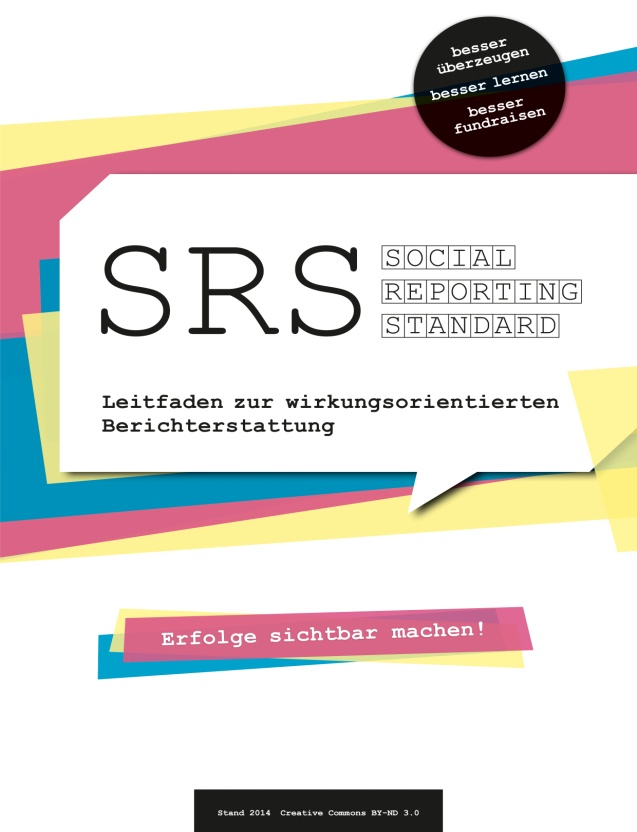 besser
überzeugen
besser lernen
besser
fundraisen
SRS
SOCIAL
REPORTING
STANDARD
Leitfaden zur wirkungsorientierten
Berichterstattung
Erfolge sichtbar machen!
Stand 2014 Creative Commons BY-ND 3.0